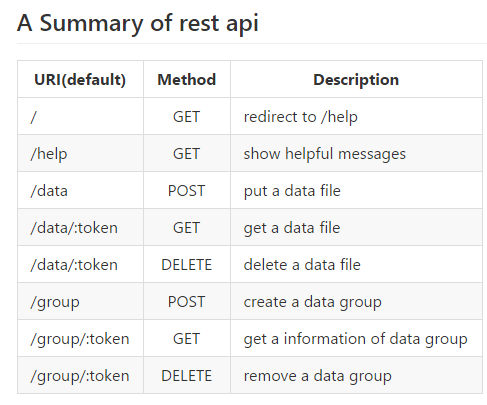 A Summary of rest api
URI(default) Method Description
/ GET redirect to /help
/help GET show helpful messages
/data POST put a data file
/data/:token GET get a data file
/data/:token DELETE delete a data file
/group POST create a data group
/group/:token GET get a information of data group
/group/:token DELETE remove a data group